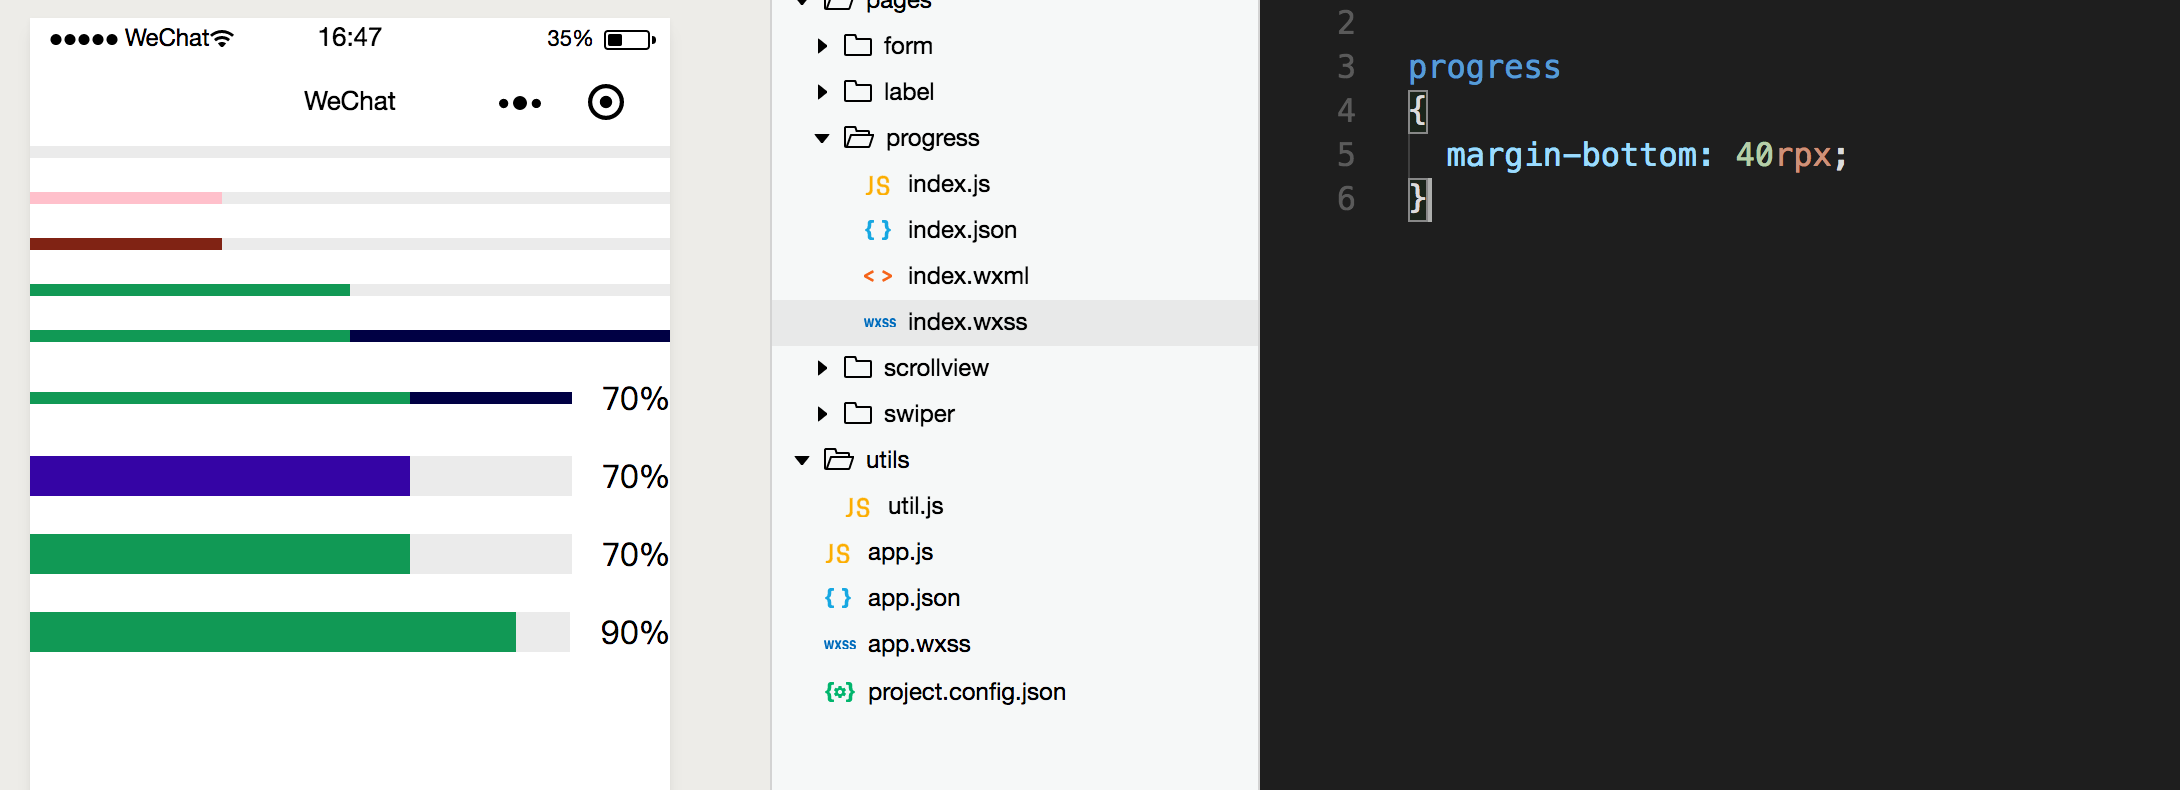 WeChat 16:47 35%
WeChat
70%
70%
70%
90%
pages
form
label
progress
JS index.js
{ } index.json
< > index.wxml
wxss index.wxss
scrollview
swiper
utils
JS util.js
JS app.js
{ } app.json
wxss app.wxss
project.config.json
2
3 progress
4 {
5 margin-bottom: 40rpx;
6 }